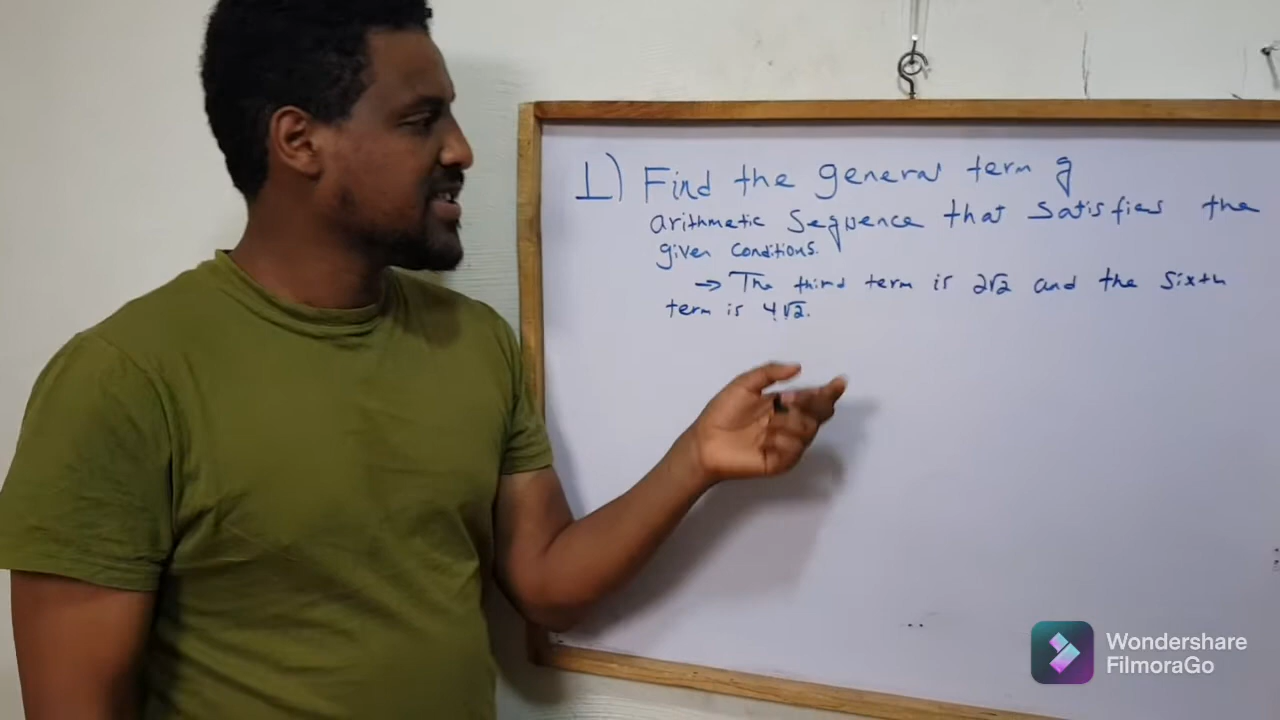 1) Find the general term of
arithmetic sequence that satisfies the
given conditions.
→ The third term is 2√2 and the sixth
term is 4√2.
Wondershare
FilmoraGo